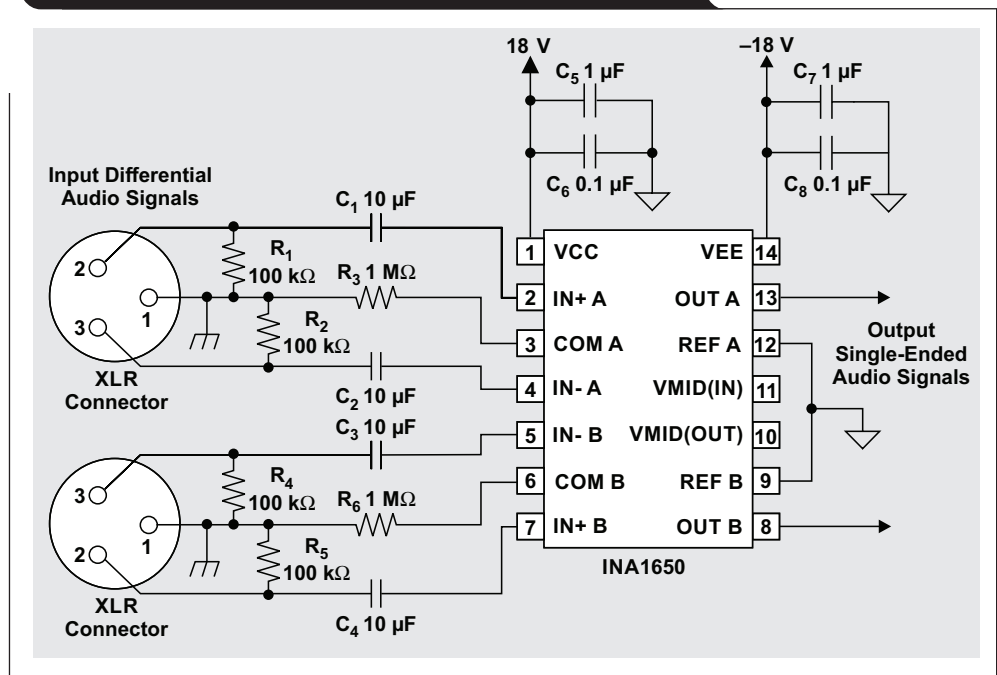 18 V
–18 V
C5 1 µF
C7 1 µF
C6 0.1 µF
C8 0.1 µF
Input Differential
Audio Signals
C1 10 µF
R1
100 kΩ
R3 1 MΩ
2
1
3
R2
100 kΩ
XLR
Connector
C2 10 µF
C3 10 µF
R4
100 kΩ
R6 1 MΩ
3
1
2
R5
100 kΩ
XLR
Connector
C4 10 µF
1 VCC VEE 14
2 IN+ A OUT A 13
3 COM A REF A 12
4 IN- A VMID(IN) 11
5 IN- B VMID(OUT) 10
6 COM B REF B 9
7 IN+ B OUT B 8
INA1650
Output
Single-Ended
Audio Signals